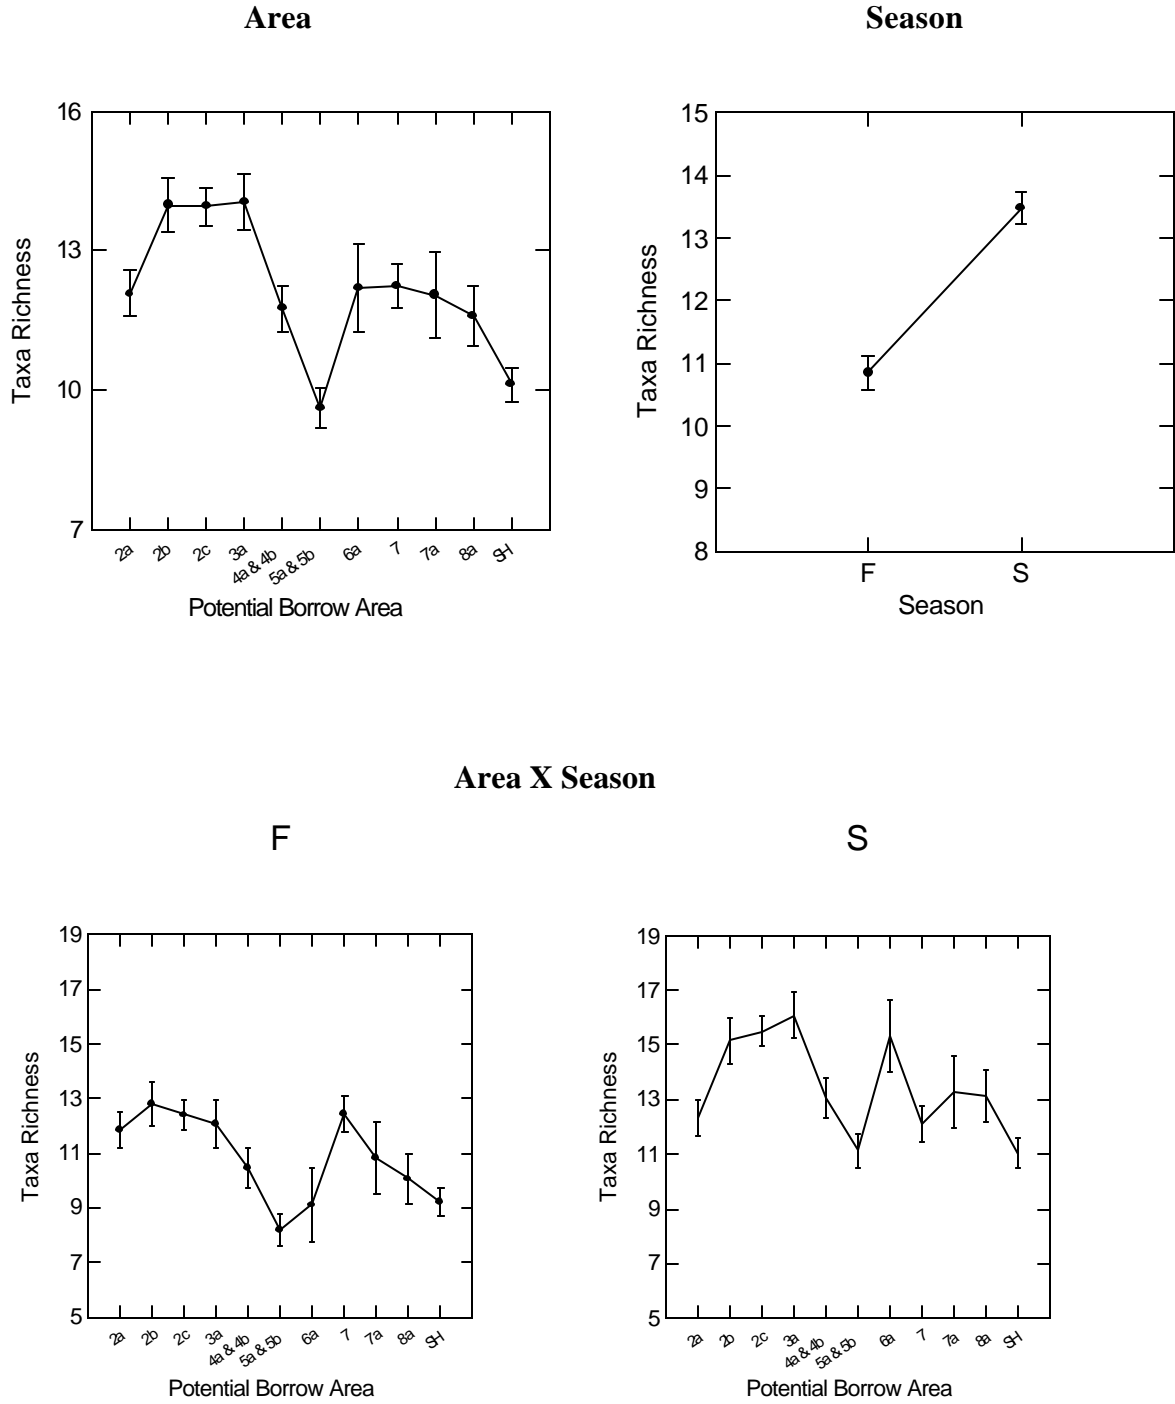 Area
Season
16
13
10
7
Taxa Richness
2a 2b 2c 3a 4a & 4b 5a & 5b 6a 7 7a 8a SH
Potential Borrow Area
15
14
13
12
11
10
9
8
Taxa Richness
F S
Season
Area X Season
F
S
19
17
15
13
11
9
7
5
Taxa Richness
2a 2b 2c 3a 4a & 4b 5a & 5b 6a 7 7a 8a SH
Potential Borrow Area
19
17
15
13
11
9
7
5
Taxa Richness
2a 2b 2c 3a 4a & 4b 5a & 5b 6a 7 7a 8a SH
Potential Borrow Area